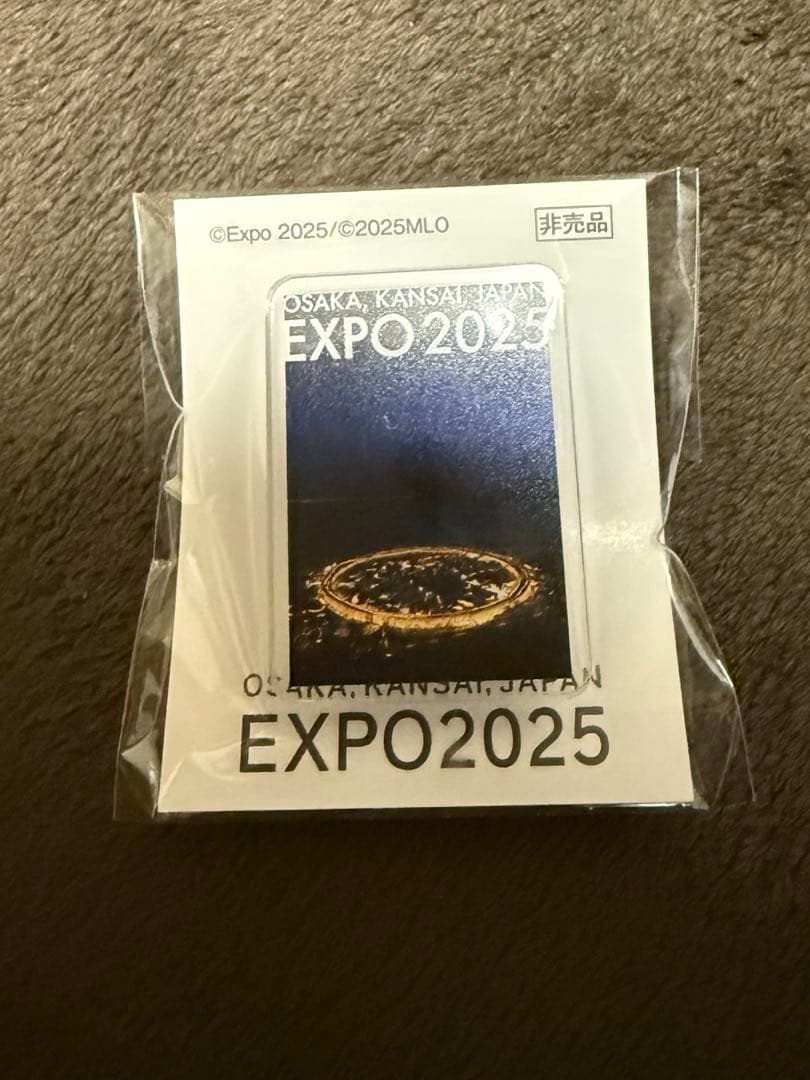 ©Expo 2025/©2025MLO
非売品
OSAKA, KANSAI, JAPAN
EXPO 2025
OSAKA, KANSAI, JAPAN
EXPO2025